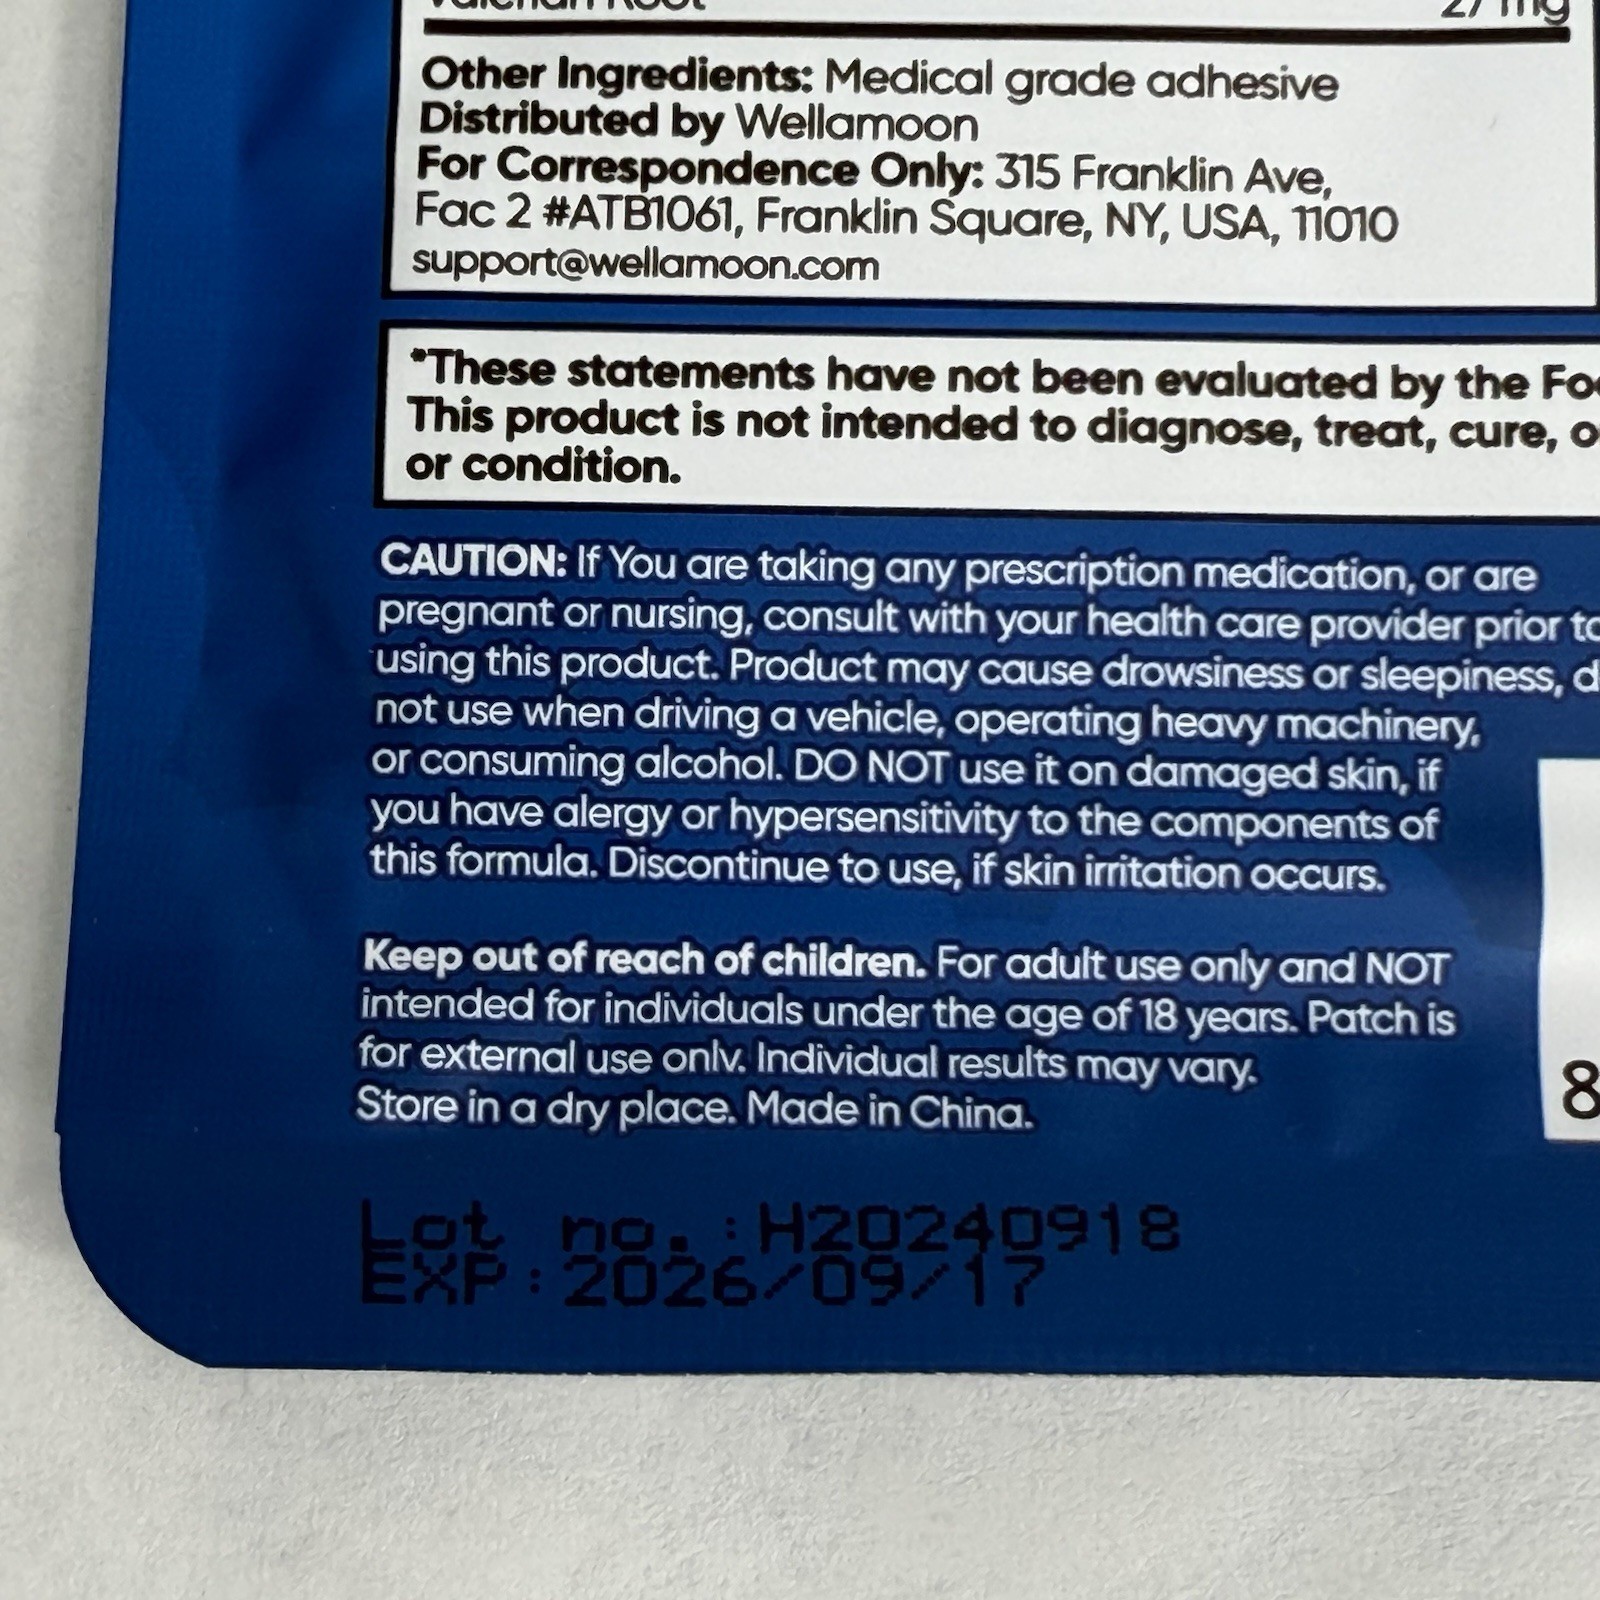 Valerian Root 27 mg
Other Ingredients: Medical grade adhesive
Distributed by Wellamoon
For Correspondence Only: 315 Franklin Ave,
Fac 2 #ATB1061, Franklin Square, NY, USA, 11010
support@wellamoon.com
*These statements have not been evaluated by the Foo
This product is not intended to diagnose, treat, cure, o
or condition.
CAUTION: If You are taking any prescription medication, or are
pregnant or nursing, consult with your health care provider prior to
using this product. Product may cause drowsiness or sleepiness, d
not use when driving a vehicle, operating heavy machinery,
or consuming alcohol. DO NOT use it on damaged skin, if
you have alergy or hypersensitivity to the components of
this formula. Discontinue to use, if skin irritation occurs.
Keep out of reach of children. For adult use only and NOT
intended for individuals under the age of 18 years. Patch is
for external use only. Individual results may vary.
Store in a dry place. Made in China.
8
Lot no.:H20240918
EXP:2026/09/17